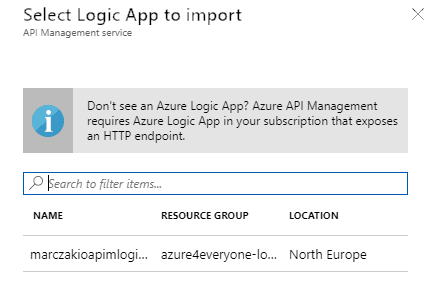 Select Logic App to import
API Management service
Don't see an Azure Logic App? Azure API Management
requires Azure Logic App in your subscription that exposes
an HTTP endpoint.
Search to filter items...
NAME RESOURCE GROUP LOCATION
marczakioapimlogi... azure4everyone-lo... North Europe